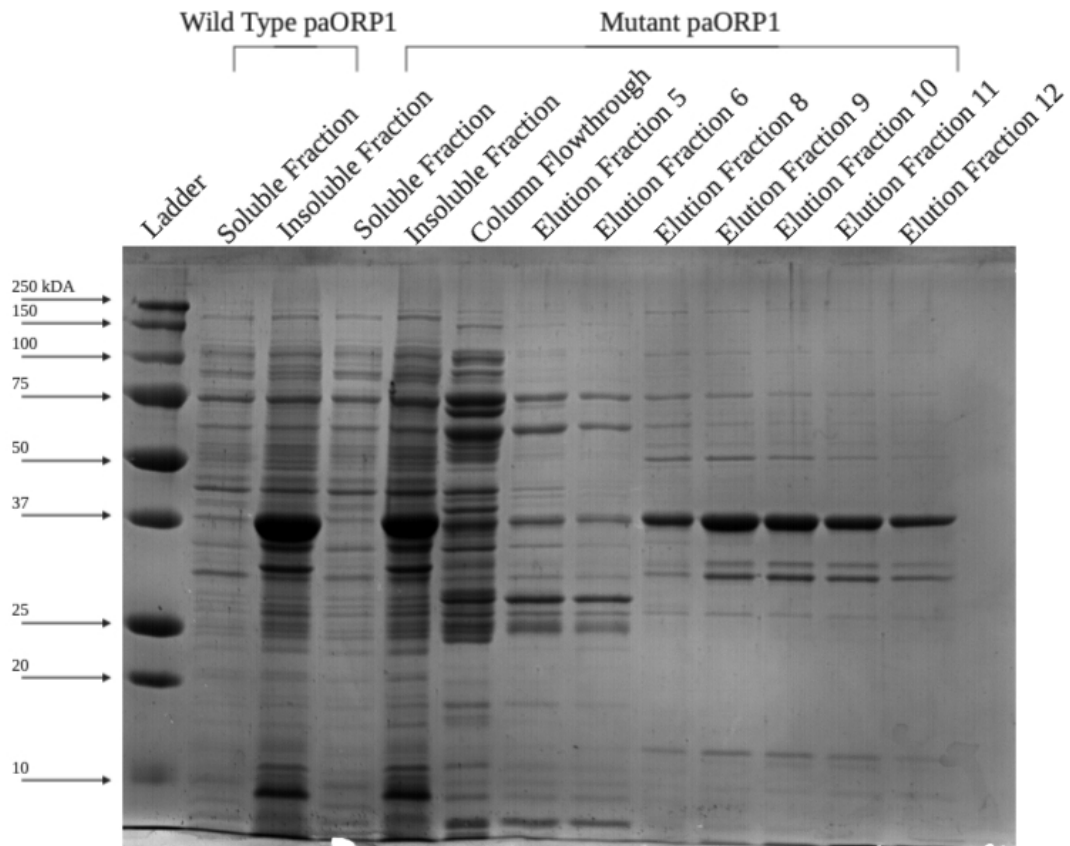 Wild Type paORP1
Mutant paORP1
Ladder
Soluble Fraction
Insoluble Fraction
Soluble Fraction
Insoluble Fraction
Column Flowthrough
Elution Fraction 5
Elution Fraction 6
Elution Fraction 8
Elution Fraction 9
Elution Fraction 10
Elution Fraction 11
Elution Fraction 12
250 kDA
150
100
75
50
37
25
20
10